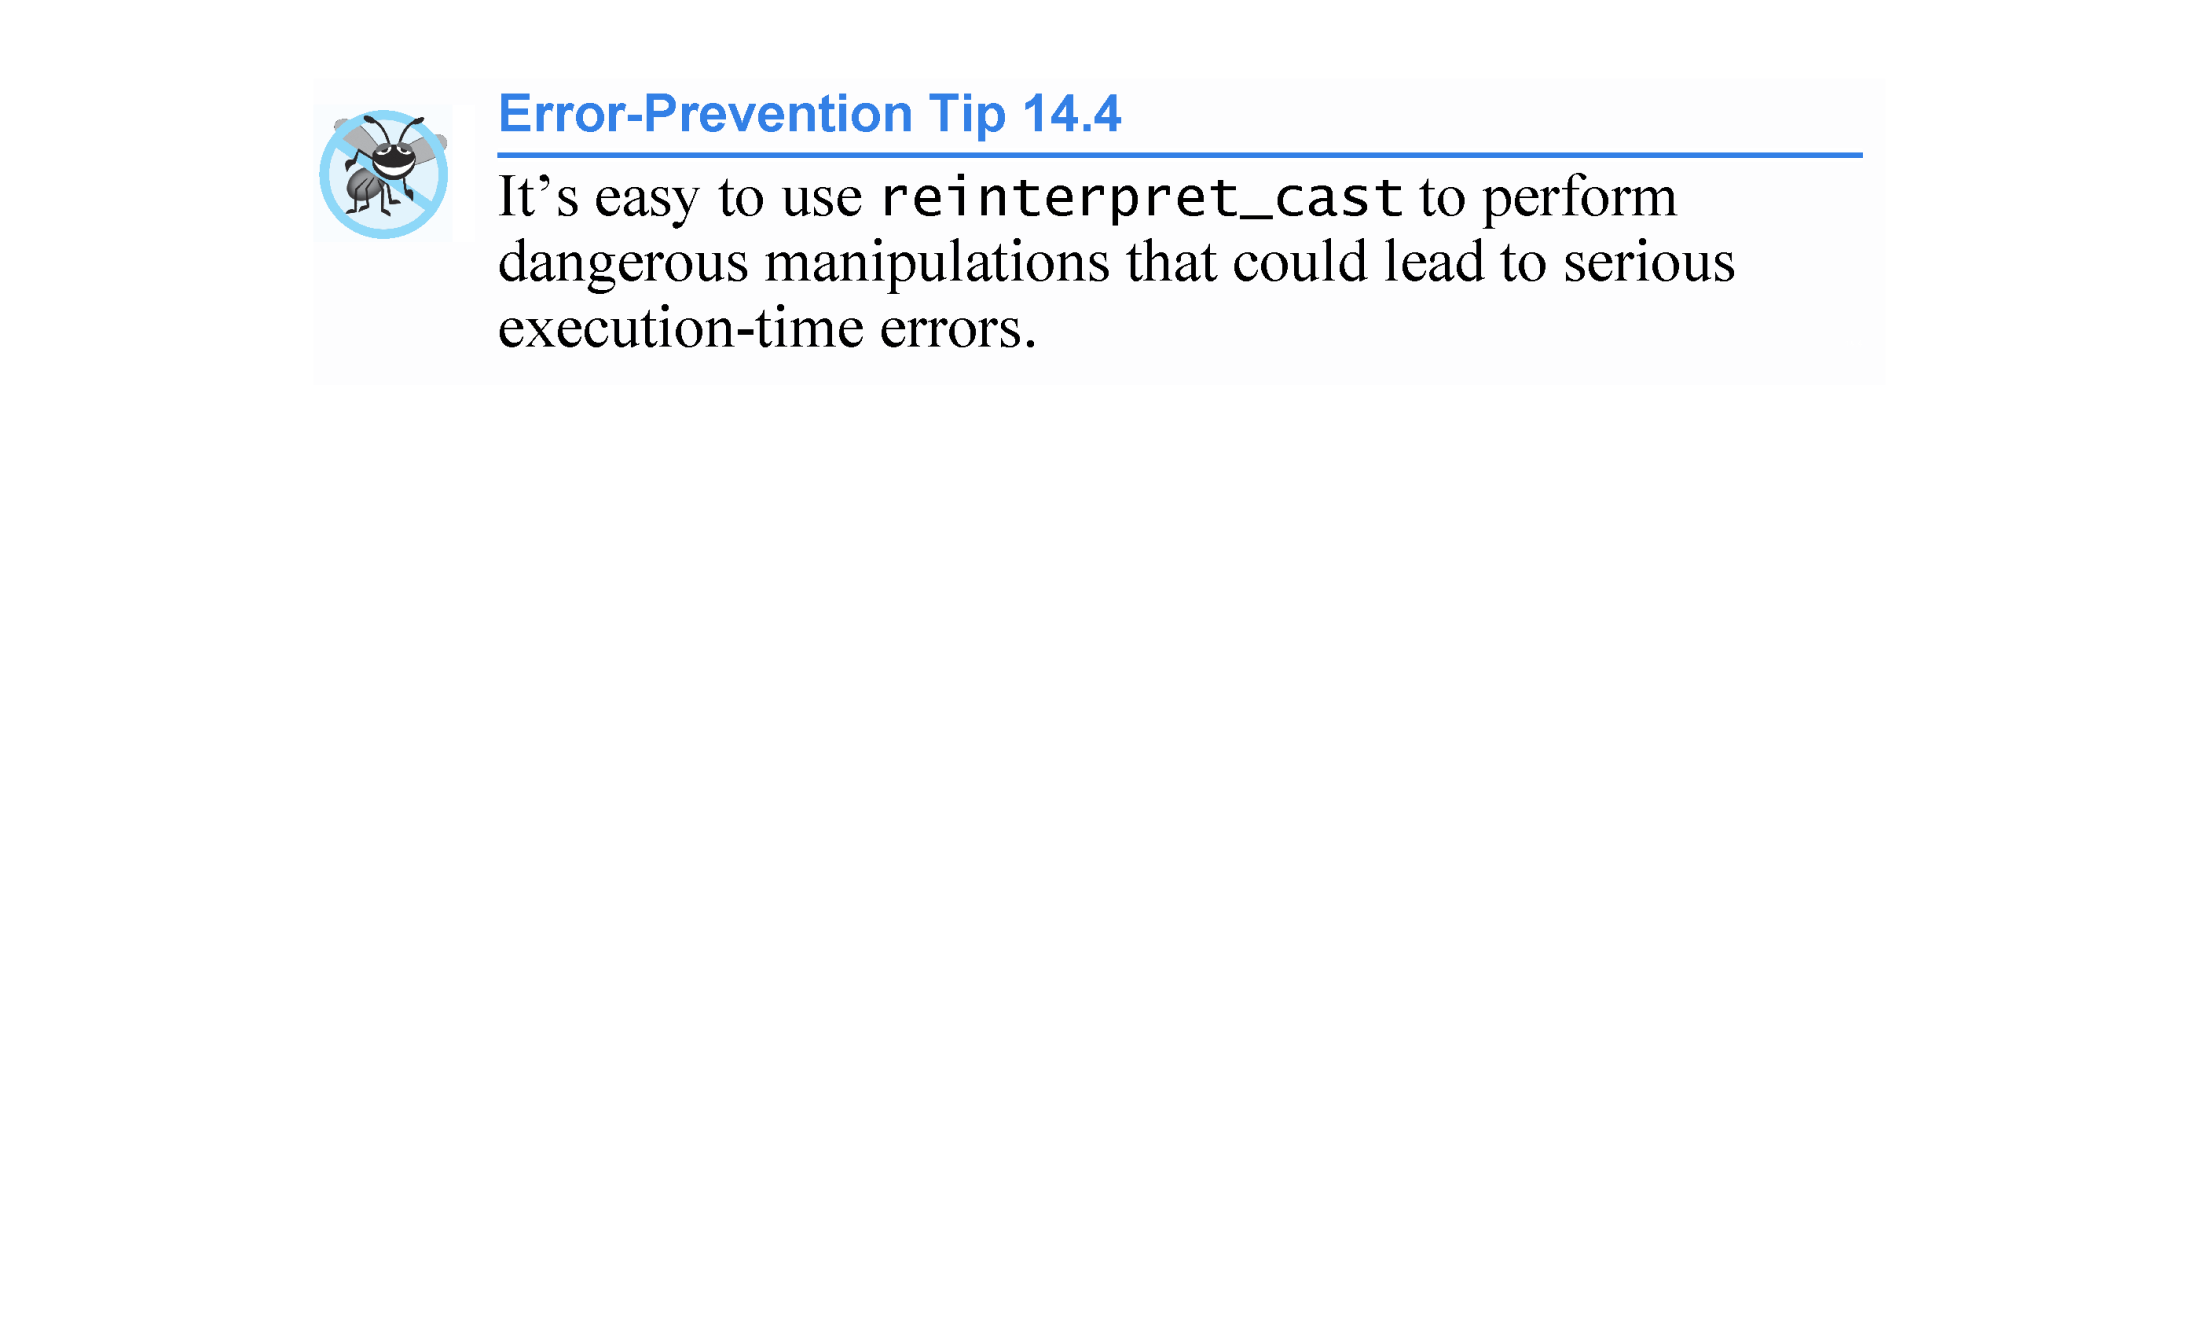 Error-Prevention Tip 14.4
It’s easy to use reinterpret_cast to perform
dangerous manipulations that could lead to serious
execution-time errors.